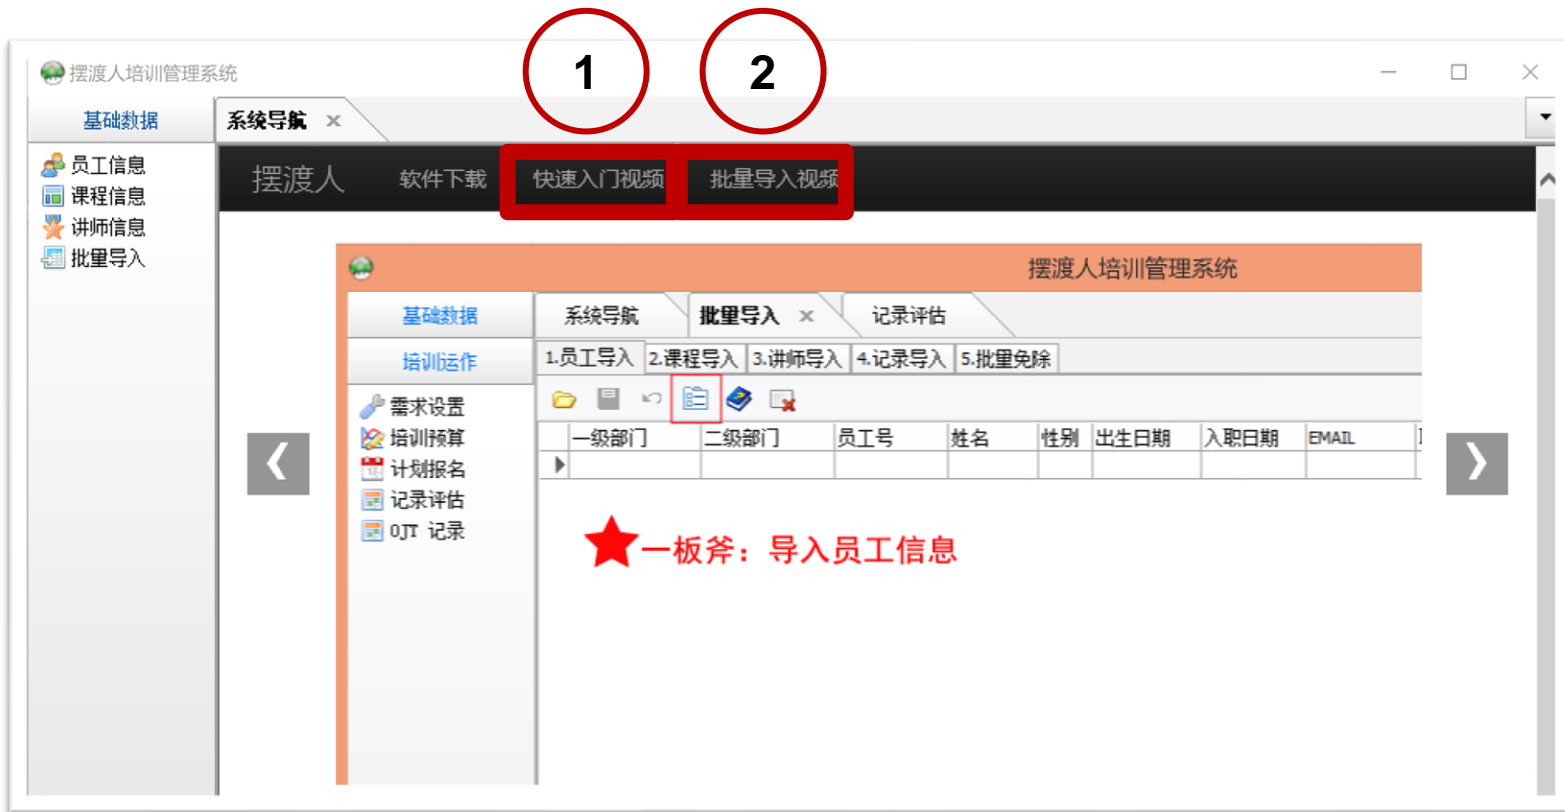 1
2
摆渡人培训管理系统
基础数据
系统导航
员工信息
课程信息
讲师信息
批量导入
摆渡人 软件下载 快速入门视频 批量导入视频
摆渡人培训管理系统
基础数据
培训运作
需求设置
培训预算
计划报名
记录评估
OJT 记录
系统导航 批量导入 记录评估
1.员工导入 2.课程导入 3.讲师导入 4.记录导入 5.批量免除
一级部门 二级部门 员工号 姓名 性别 出生日期 入职日期 EMAIL
一板斧：导入员工信息